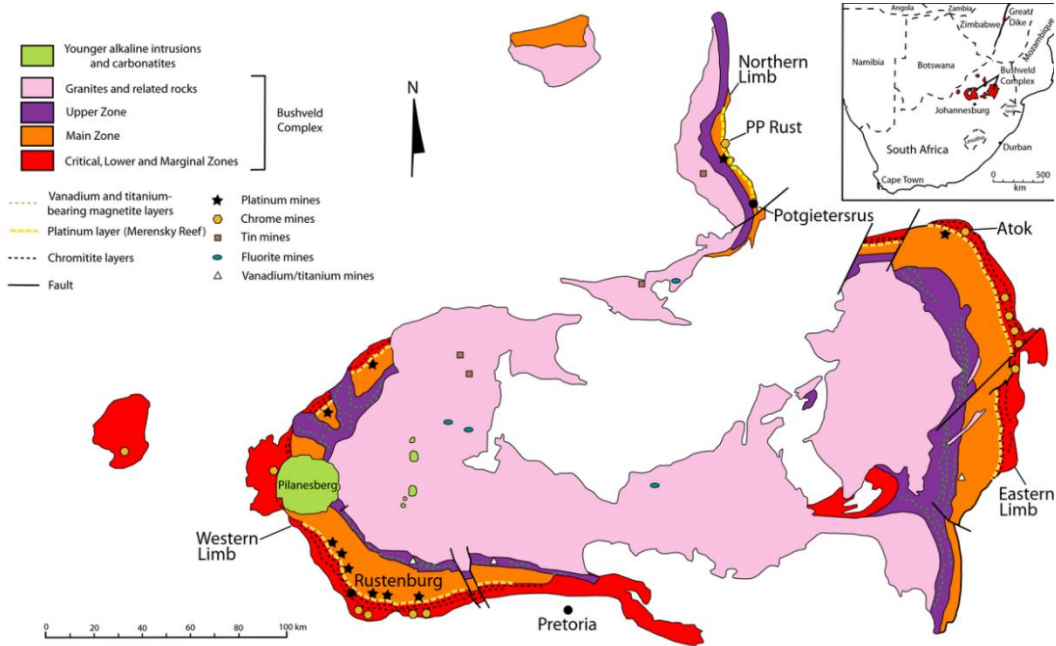 Younger alkaline intrusions
and carbonatites
Granites and related rocks
Upper Zone
Main Zone
Critical, Lower and Marginal Zones
Bushveld
Complex
Vanadium and titanium-
bearing magnetite layers
Platinum layer (Merensky Reef)
Chromitite layers
Fault
Platinum mines
Chrome mines
Tin mines
Fluorite mines
Vanadium/titanium mines
N
Northern
Limb
PP Rust
Potgietersrus
Angola
Zambia
Zimbabwe
Great
Dike
Mozambique
Namibia
Botswana
Bushveld
Complex
Johannesburg
South Africa
Durban
Cape Town
0 500
km
Atok
Pilanesberg
Western
Limb
Rustenburg
Eastern
Limb
Pretoria
0 20 40 60 80 100 km